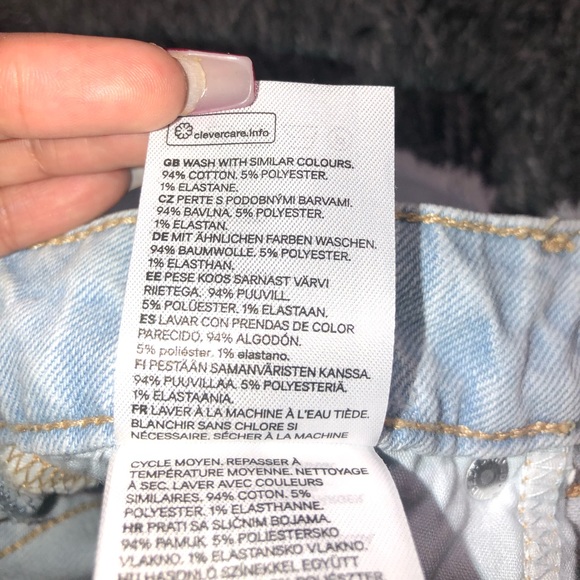 clevercare.info
GB WASH WITH SIMILAR COLOURS.
94% COTTON. 5% POLYESTER.
1% ELASTANE.
CZ PERTE S PODOBNÝMI BARVAMI.
94% BAVLNA. 5% POLYESTER.
1% ELASTAN.
DE MIT ÄHNLICHEN FARBEN WASCHEN.
94% BAUMWOLLE. 5% POLYESTER.
1% ELASTHAN.
EE PESE KOOS SARNAST VÄRVI
RIIETEGA. 94% PUUVILL.
5% POLÜESTER. 1% ELASTAAN.
ES LAVAR CON PRENDAS DE COLOR
PARECIDO. 94% ALGODÓN.
5% poliéster. 1% elastano.
FI PESTÄÄN SAMANVÄRISTEN KANSSA.
94% PUUVILLAA. 5% POLYESTERIÄ.
1% ELASTAANIA.
FR LAVER À LA MACHINE À L'EAU TIÈDE.
BLANCHIR SANS CHLORE SI
NÉCESSAIRE. SÉCHER À LA MACHINE
CYCLE MOYEN. REPASSER À
TEMPÉRATURE MOYENNE. NETTOYAGE
À SEC. LAVER AVEC COULEURS
SIMILAIRES. 94% COTON. 5%
POLYESTER. 1% ELASTHANNE.
HR PRATI SA SLIČNIM BOJAMA.
94% PAMUK. 5% POLIESTERSKO
VLAKNO. 1% ELASTANSKO VLAKNO.
HU HASONLÓ SZÍNEKKEL EGYÜTT